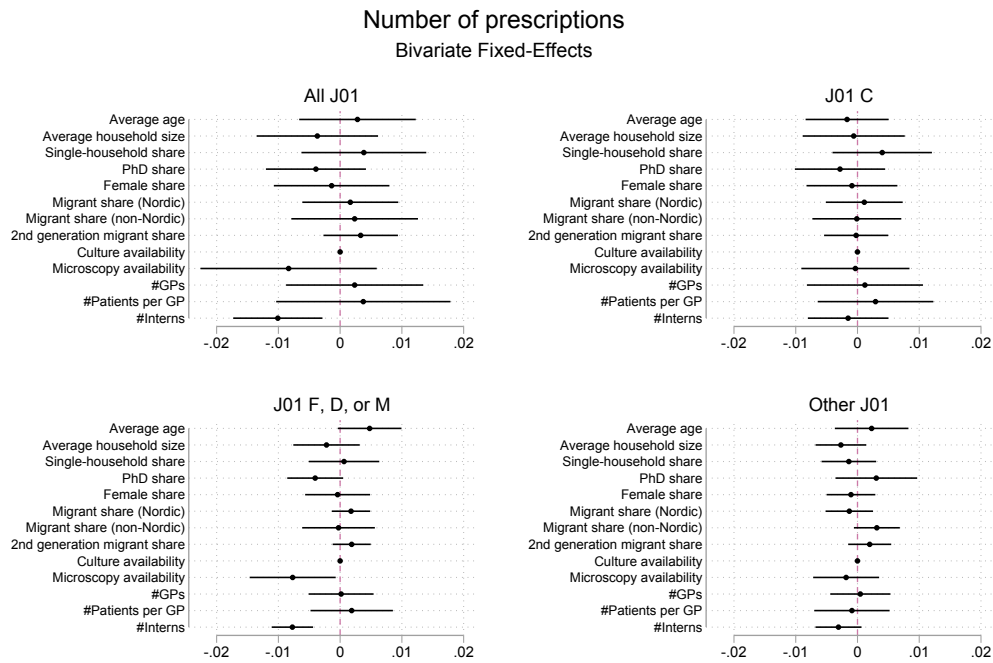 Number of prescriptions
Bivariate Fixed-Effects
All J01
Average age
Average household size
Single-household share
PhD share
Female share
Migrant share (Nordic)
Migrant share (non-Nordic)
2nd generation migrant share
Culture availability
Microscopy availability
#GPs
#Patients per GP
#Interns
-.02 -.01 0 .01 .02
J01 C
Average age
Average household size
Single-household share
PhD share
Female share
Migrant share (Nordic)
Migrant share (non-Nordic)
2nd generation migrant share
Culture availability
Microscopy availability
#GPs
#Patients per GP
#Interns
-.02 -.01 0 .01 .02
J01 F, D, or M
Average age
Average household size
Single-household share
PhD share
Female share
Migrant share (Nordic)
Migrant share (non-Nordic)
2nd generation migrant share
Culture availability
Microscopy availability
#GPs
#Patients per GP
#Interns
-.02 -.01 0 .01 .02
Other J01
Average age
Average household size
Single-household share
PhD share
Female share
Migrant share (Nordic)
Migrant share (non-Nordic)
2nd generation migrant share
Culture availability
Microscopy availability
#GPs
#Patients per GP
#Interns
-.02 -.01 0 .01 .02